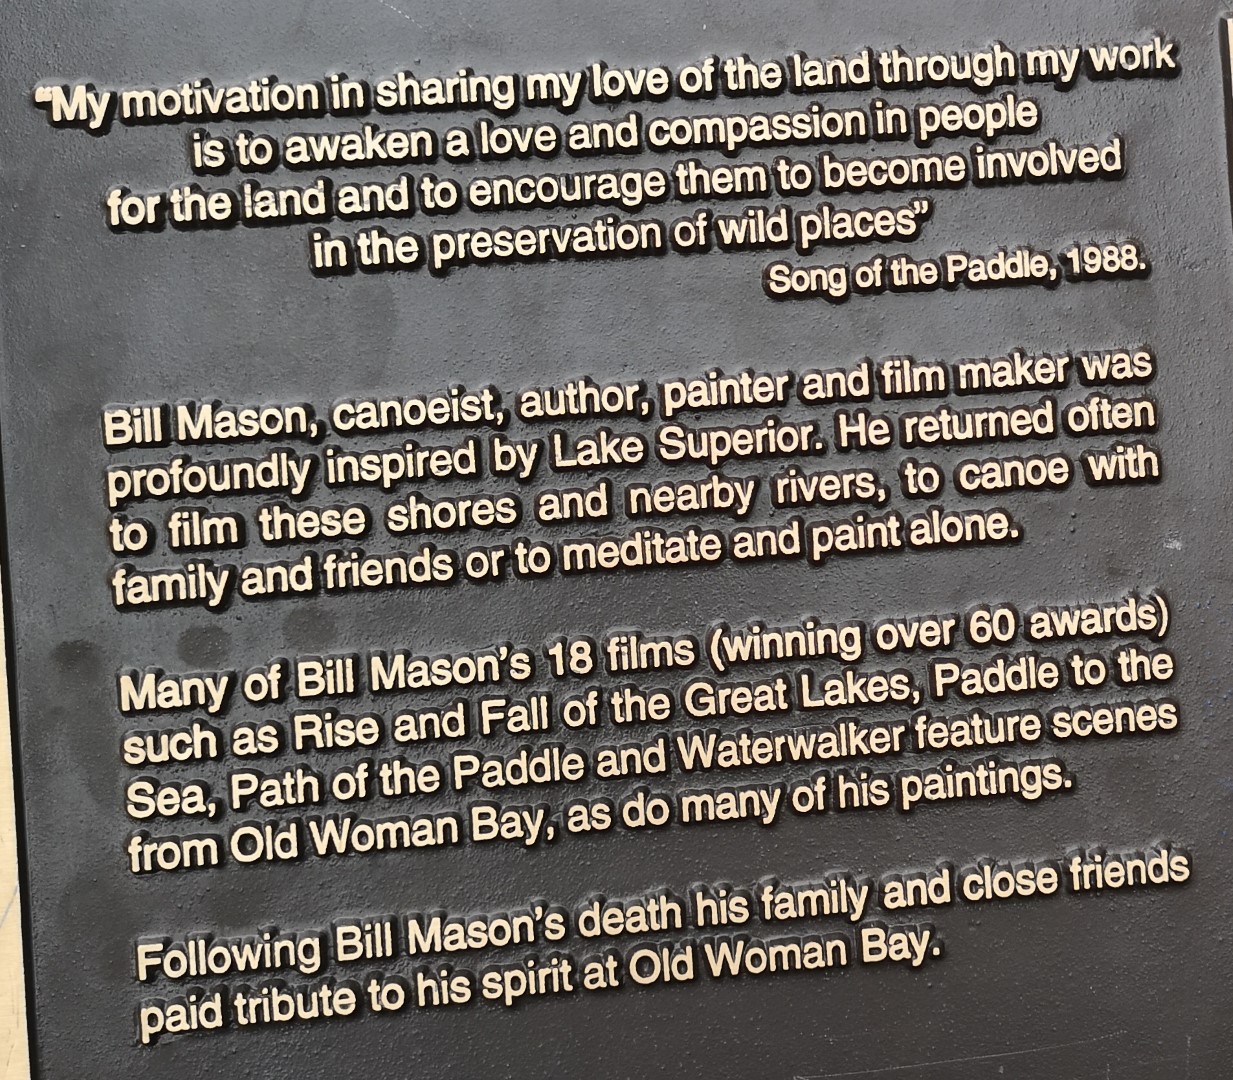 “My motivation in sharing my love of the land through my work
is to awaken a love and compassion in people
for the land and to encourage them to become involved
in the preservation of wild places”
Song of the Paddle, 1988.
Bill Mason, canoeist, author, painter and film maker was
profoundly inspired by Lake Superior. He returned often
to film these shores and nearby rivers, to canoe with
family and friends or to meditate and paint alone.
Many of Bill Mason’s 18 films (winning over 60 awards)
such as Rise and Fall of the Great Lakes, Paddle to the
Sea, Path of the Paddle and Waterwalker feature scenes
from Old Woman Bay, as do many of his paintings.
Following Bill Mason’s death his family and close friends
paid tribute to his spirit at Old Woman Bay.